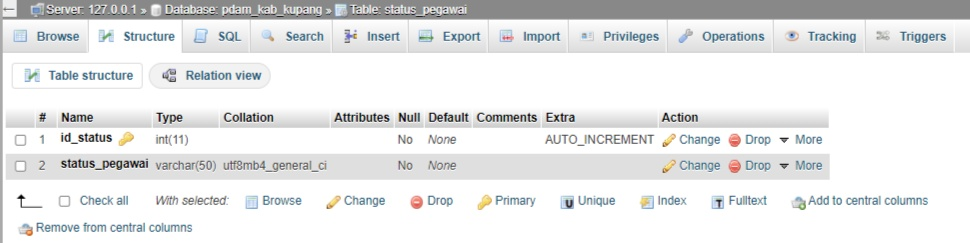 Server: 127.0.0.1 » Database: pdam_kab_kupang » Table: status_pegawai
Browse Structure SQL Search Insert Export Import Privileges Operations Tracking Triggers
Table structure Relation view
# Name Type Collation Attributes Null Default Comments Extra Action
1 id_status int(11) No None AUTO_INCREMENT Change Drop More
2 status_pegawai varchar(50) utf8mb4_general_ci No None Change Drop More
Check all With selected: Browse Change Drop Primary Unique Index Fulltext Add to central columns
Remove from central columns